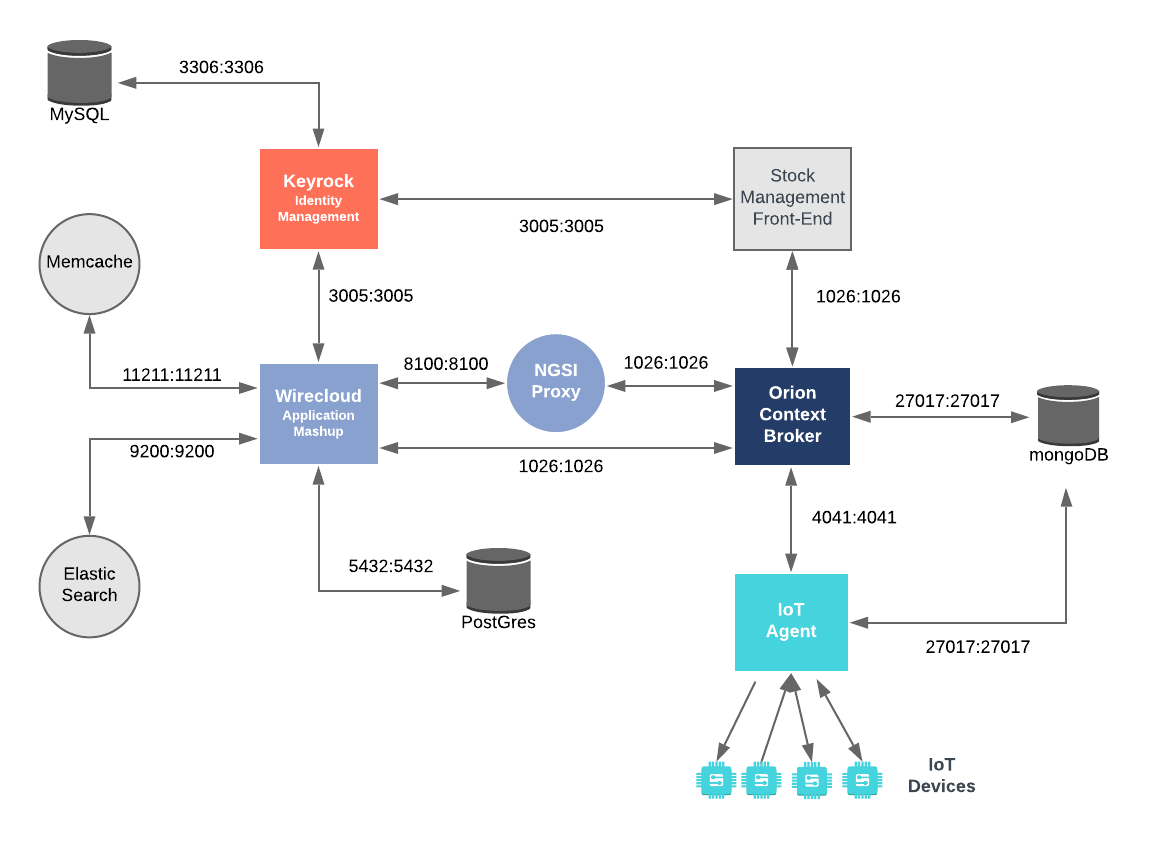 3306:3306
MySQL
Keyrock
Identity
Management
Stock
Management
Front-End
3005:3005
Memcache
3005:3005
1026:1026
11211:11211
8100:8100
NGSI
Proxy
1026:1026
Wirecloud
Application
Mashup
Orion
Context
Broker
27017:27017
mongoDB
9200:9200
1026:1026
4041:4041
Elastic
Search
5432:5432
PostGres
IoT
Agent
27017:27017
IoT
Devices